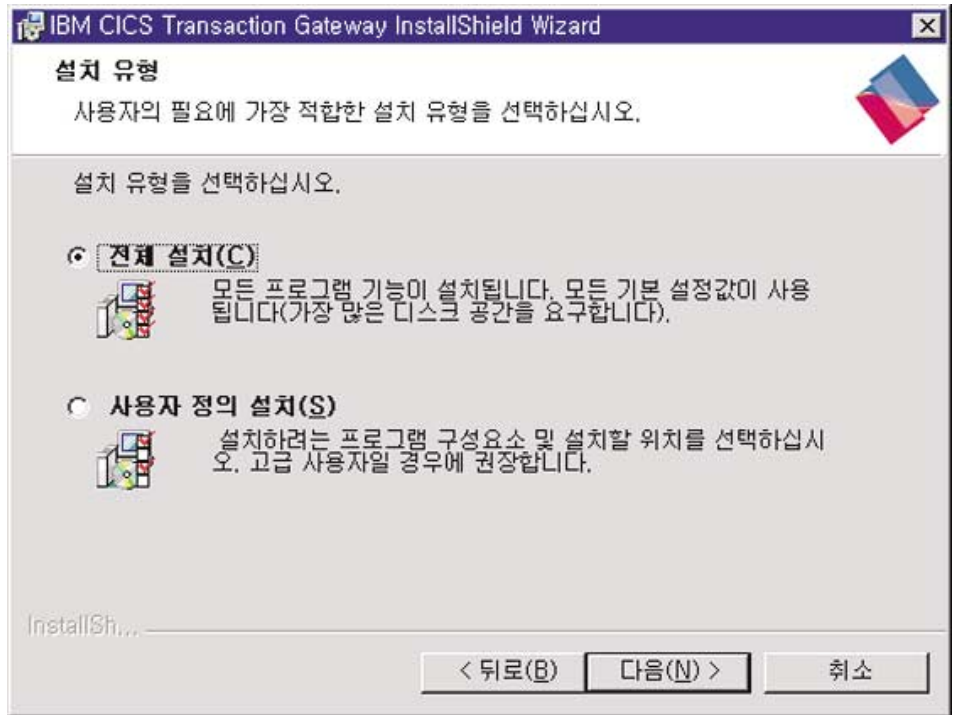 IBM CICS Transaction Gateway InstallShield Wizard
설치 유형
사용자의 필요에 가장 적합한 설치 유형을 선택하십시오.
설치 유형을 선택하십시오.
전체 설치(C)
모든 프로그램 기능이 설치됩니다. 모든 기본 설정값이 사용
됩니다(가장 많은 디스크 공간을 요구합니다).
사용자 정의 설치(S)
설치하려는 프로그램 구성요소 및 설치할 위치를 선택하십시
오. 고급 사용자일 경우에 권장합니다.
InstallSh...
< 뒤로(B) 다음(N) > 취소